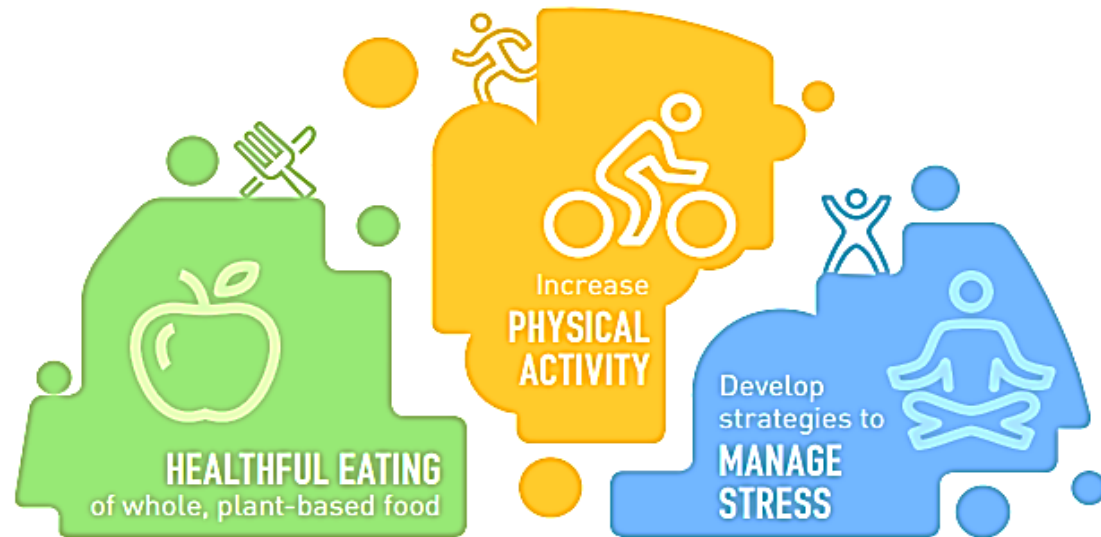 HEALTHFUL EATING
of whole, plant-based food
Increase
PHYSICAL
ACTIVITY
Develop
strategies to
MANAGE
STRESS